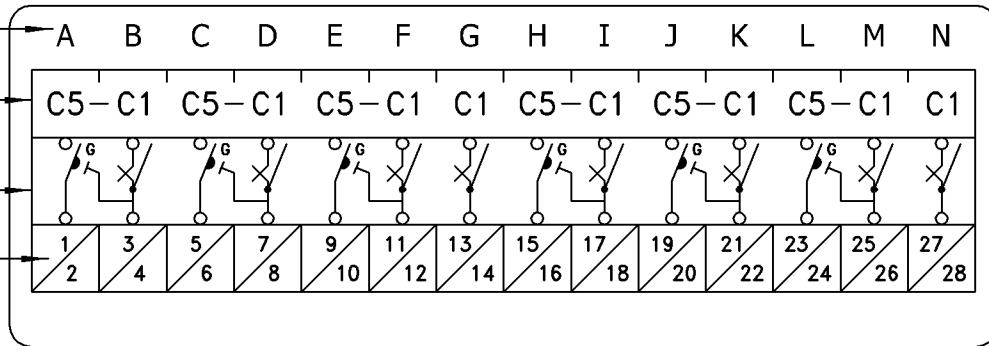 A B C D E F G H I J K L M N
C5-C1 C5-C1 C5-C1 C1 C5-C1 C5-C1 C5-C1 C1
G G G G G G
1 3 5 7 9 11 13 15 17 19 21 23 25 27
2 4 6 8 10 12 14 16 18 20 22 24 26 28